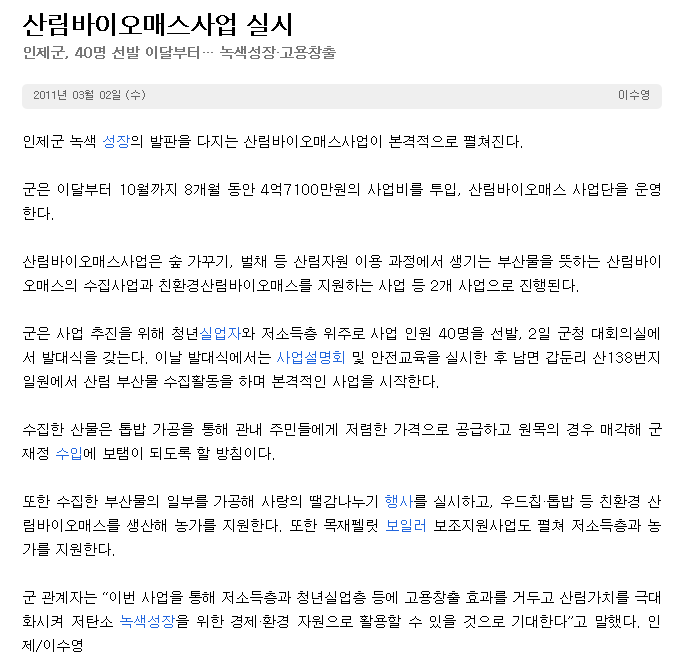 산림바이오매스사업 실시
인제군, 40명 선발 이달부터… 녹색성장·고용창출
2011년 03월 02일 (수) 이수영
인제군 녹색 성장의 발판을 다지는 산림바이오매스사업이 본격적으로 펼쳐진다.
군은 이달부터 10월까지 8개월 동안 4억7100만원의 사업비를 투입, 산림바이오매스 사업단을 운영
한다.
산림바이오매스사업은 숲 가꾸기, 벌채 등 산림자원 이용 과정에서 생기는 부산물을 뜻하는 산림바이
오매스의 수집사업과 친환경산림바이오매스를 지원하는 사업 등 2개 사업으로 진행된다.
군은 사업 추진을 위해 청년실업자와 저소득층 위주로 사업 인원 40명을 선발, 2일 군청 대회의실에
서 발대식을 갖는다. 이날 발대식에서는 사업설명회 및 안전교육을 실시한 후 남면 갑둔리 산138번지
일원에서 산림 부산물 수집활동을 하며 본격적인 사업을 시작한다.
수집한 산물은 톱밥 가공을 통해 관내 주민들에게 저렴한 가격으로 공급하고 원목의 경우 매각해 군
재정 수입에 보탬이 되도록 할 방침이다.
또한 수집한 부산물의 일부를 가공해 사랑의 땔감나누기 행사를 실시하고, 우드칩·톱밥 등 친환경 산
림바이오매스를 생산해 농가를 지원한다. 또한 목재펠릿 보일러 보조지원사업도 펼쳐 저소득층과 농
가를 지원한다.
군 관계자는 “이번 사업을 통해 저소득층과 청년실업층 등에 고용창출 효과를 거두고 산림가치를 극대
화시켜 저탄소 녹색성장을 위한 경제·환경 자원으로 활용할 수 있을 것으로 기대한다”고 말했다. 인
제/이수영